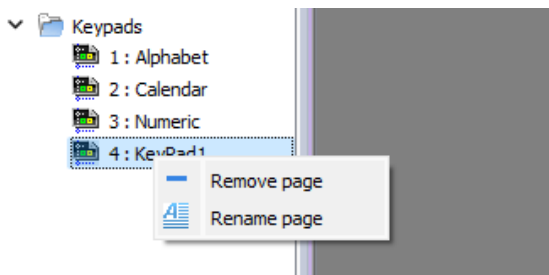 Keypads
1 : Alphabet
2 : Calendar
3 : Numeric
4 : KeyPad1
Remove page
Rename page